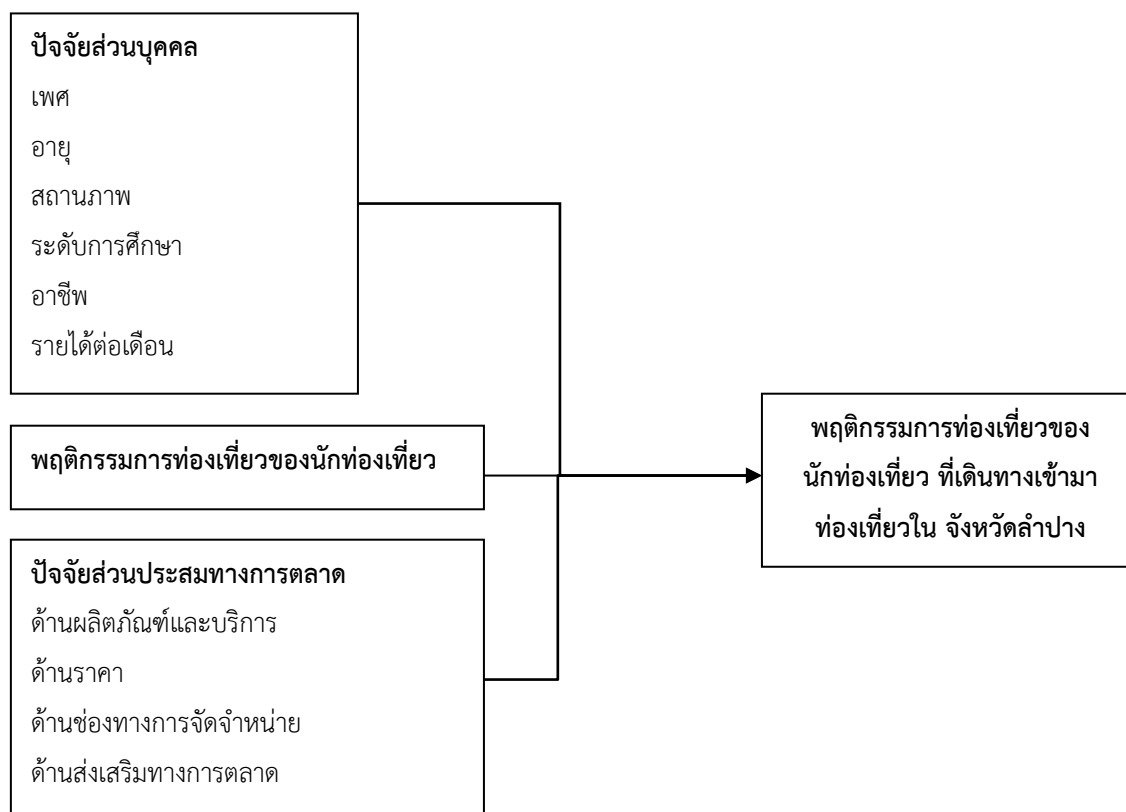 ปัจจัยส่วนบุคคล
เพศ
อายุ
สถานภาพ
ระดับการศึกษา
อาชีพ
รายได้ต่อเดือน
พฤติกรรมการท่องเที่ยวของนักท่องเที่ยว
ปัจจัยส่วนประสมทางการตลาด
ด้านผลิตภัณฑ์และบริการ
ด้านราคา
ด้านช่องทางการจัดจำหน่าย
ด้านส่งเสริมทางการตลาด
พฤติกรรมการท่องเที่ยวของ
นักท่องเที่ยว ที่เดินทางเข้ามา
ท่องเที่ยวใน จังหวัดลำปาง